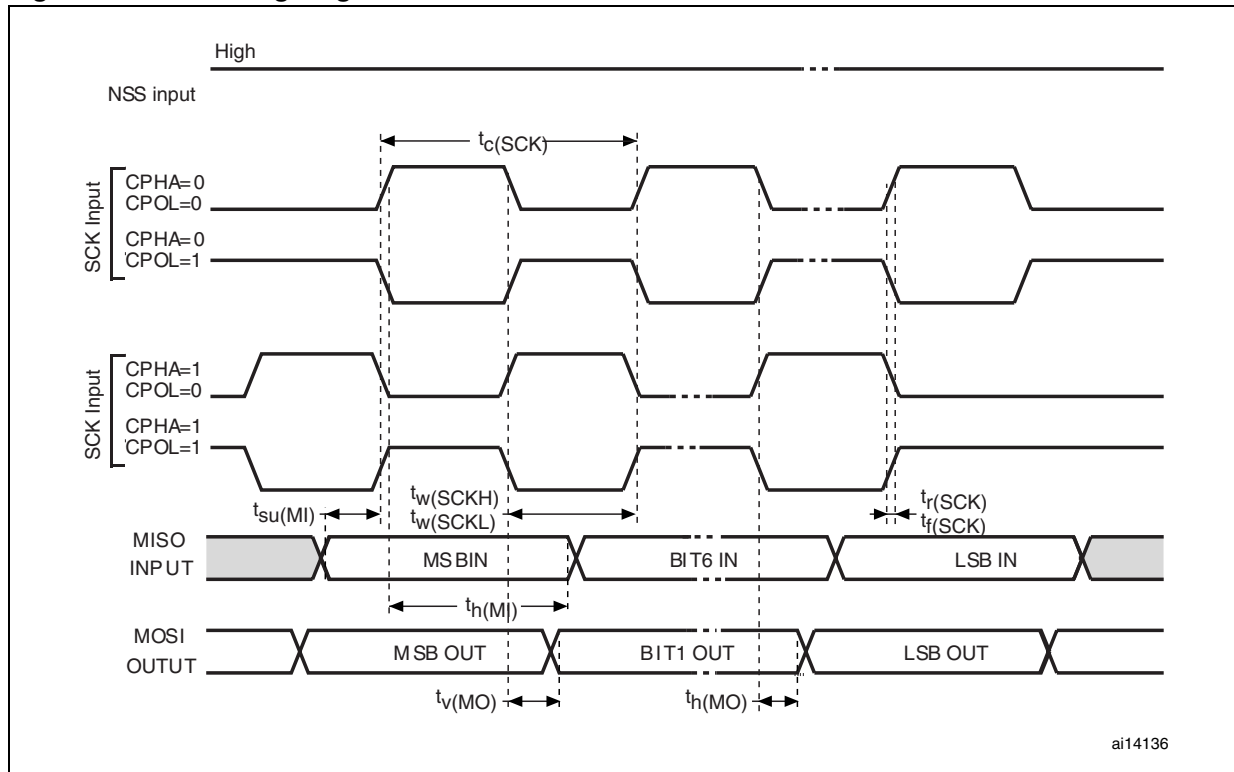 High
NSS input
tc(SCK)
SCK Input
CPHA=0
CPOL=0
CPHA=0
CPOL=1
SCK Input
CPHA=1
CPOL=0
CPHA=1
CPOL=1
tsu(MI)
tw(SCKH)
tw(SCKL)
tr(SCK)
tf(SCK)
MISO
INPUT
MSBIN
BIT6 IN
LSB IN
th(MI)
MOSI
OUTUT
MSB OUT
BIT1 OUT
LSB OUT
tv(MO)
th(MO)
ai14136